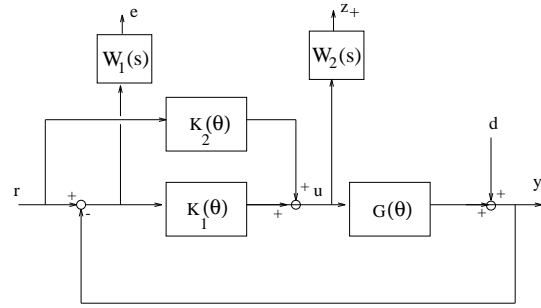 e
z
+
W₁(s)
W₂(s)
K₂(θ)
d
r
+
-
K₁(θ)
+
+
u
G(θ)
+
+
y